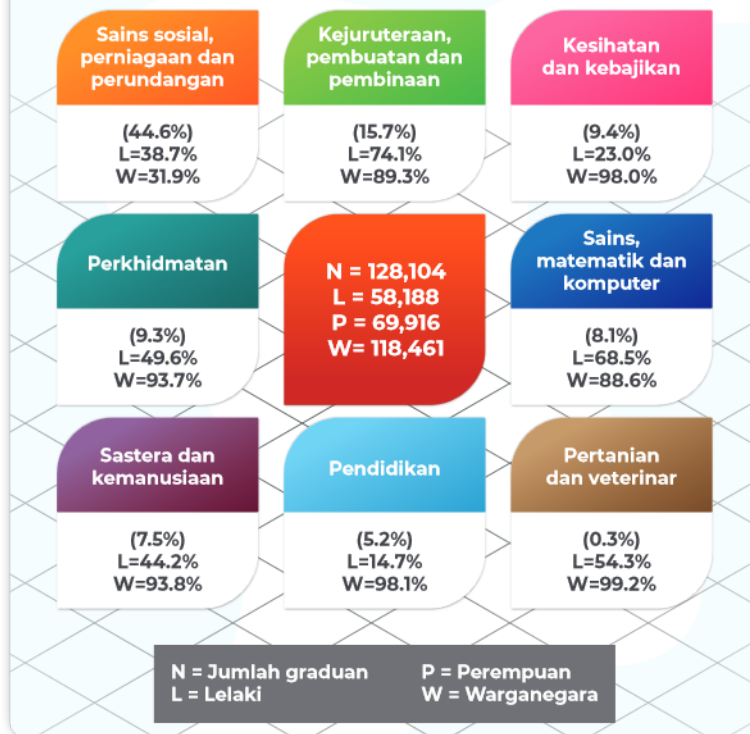 Sains sosial,
perniagaan dan
perundangan
(44.6%)
L=38.7%
W=31.9%
Kejuruteraan,
pembuatan dan
pembinaan
(15.7%)
L=74.1%
W=89.3%
Kesihatan
dan kebajikan
(9.4%)
L=23.0%
W=98.0%
Perkhidmatan
(9.3%)
L=49.6%
W=93.7%
N = 128,104
L = 58,188
P = 69,916
W= 118,461
Sains,
matematik dan
komputer
(8.1%)
L=68.5%
W=88.6%
Sastera dan
kemanusiaan
(7.5%)
L=44.2%
W=93.8%
Pendidikan
(5.2%)
L=14.7%
W=98.1%
Pertanian
dan veterinar
(0.3%)
L=54.3%
W=99.2%
N = Jumlah graduan
L = Lelaki
P = Perempuan
W = Warganegara